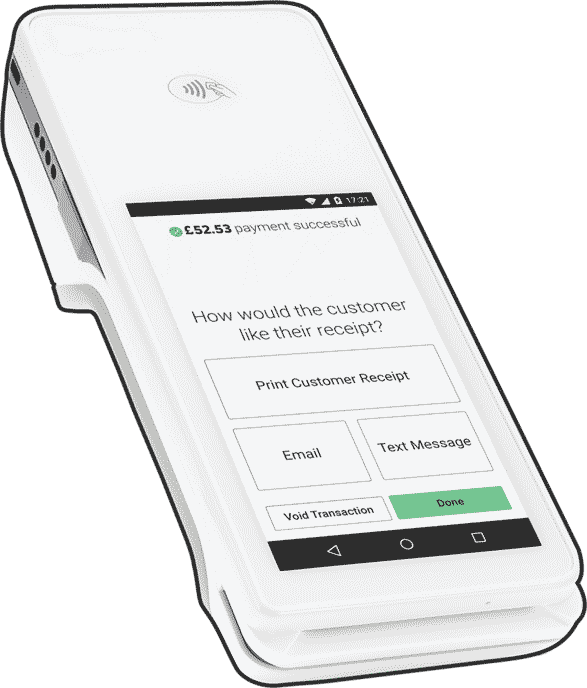 17:21
£52.53 payment successful
How would the customer
like their receipt?
Print Customer Receipt
Email
Text Message
Void Transaction
Done